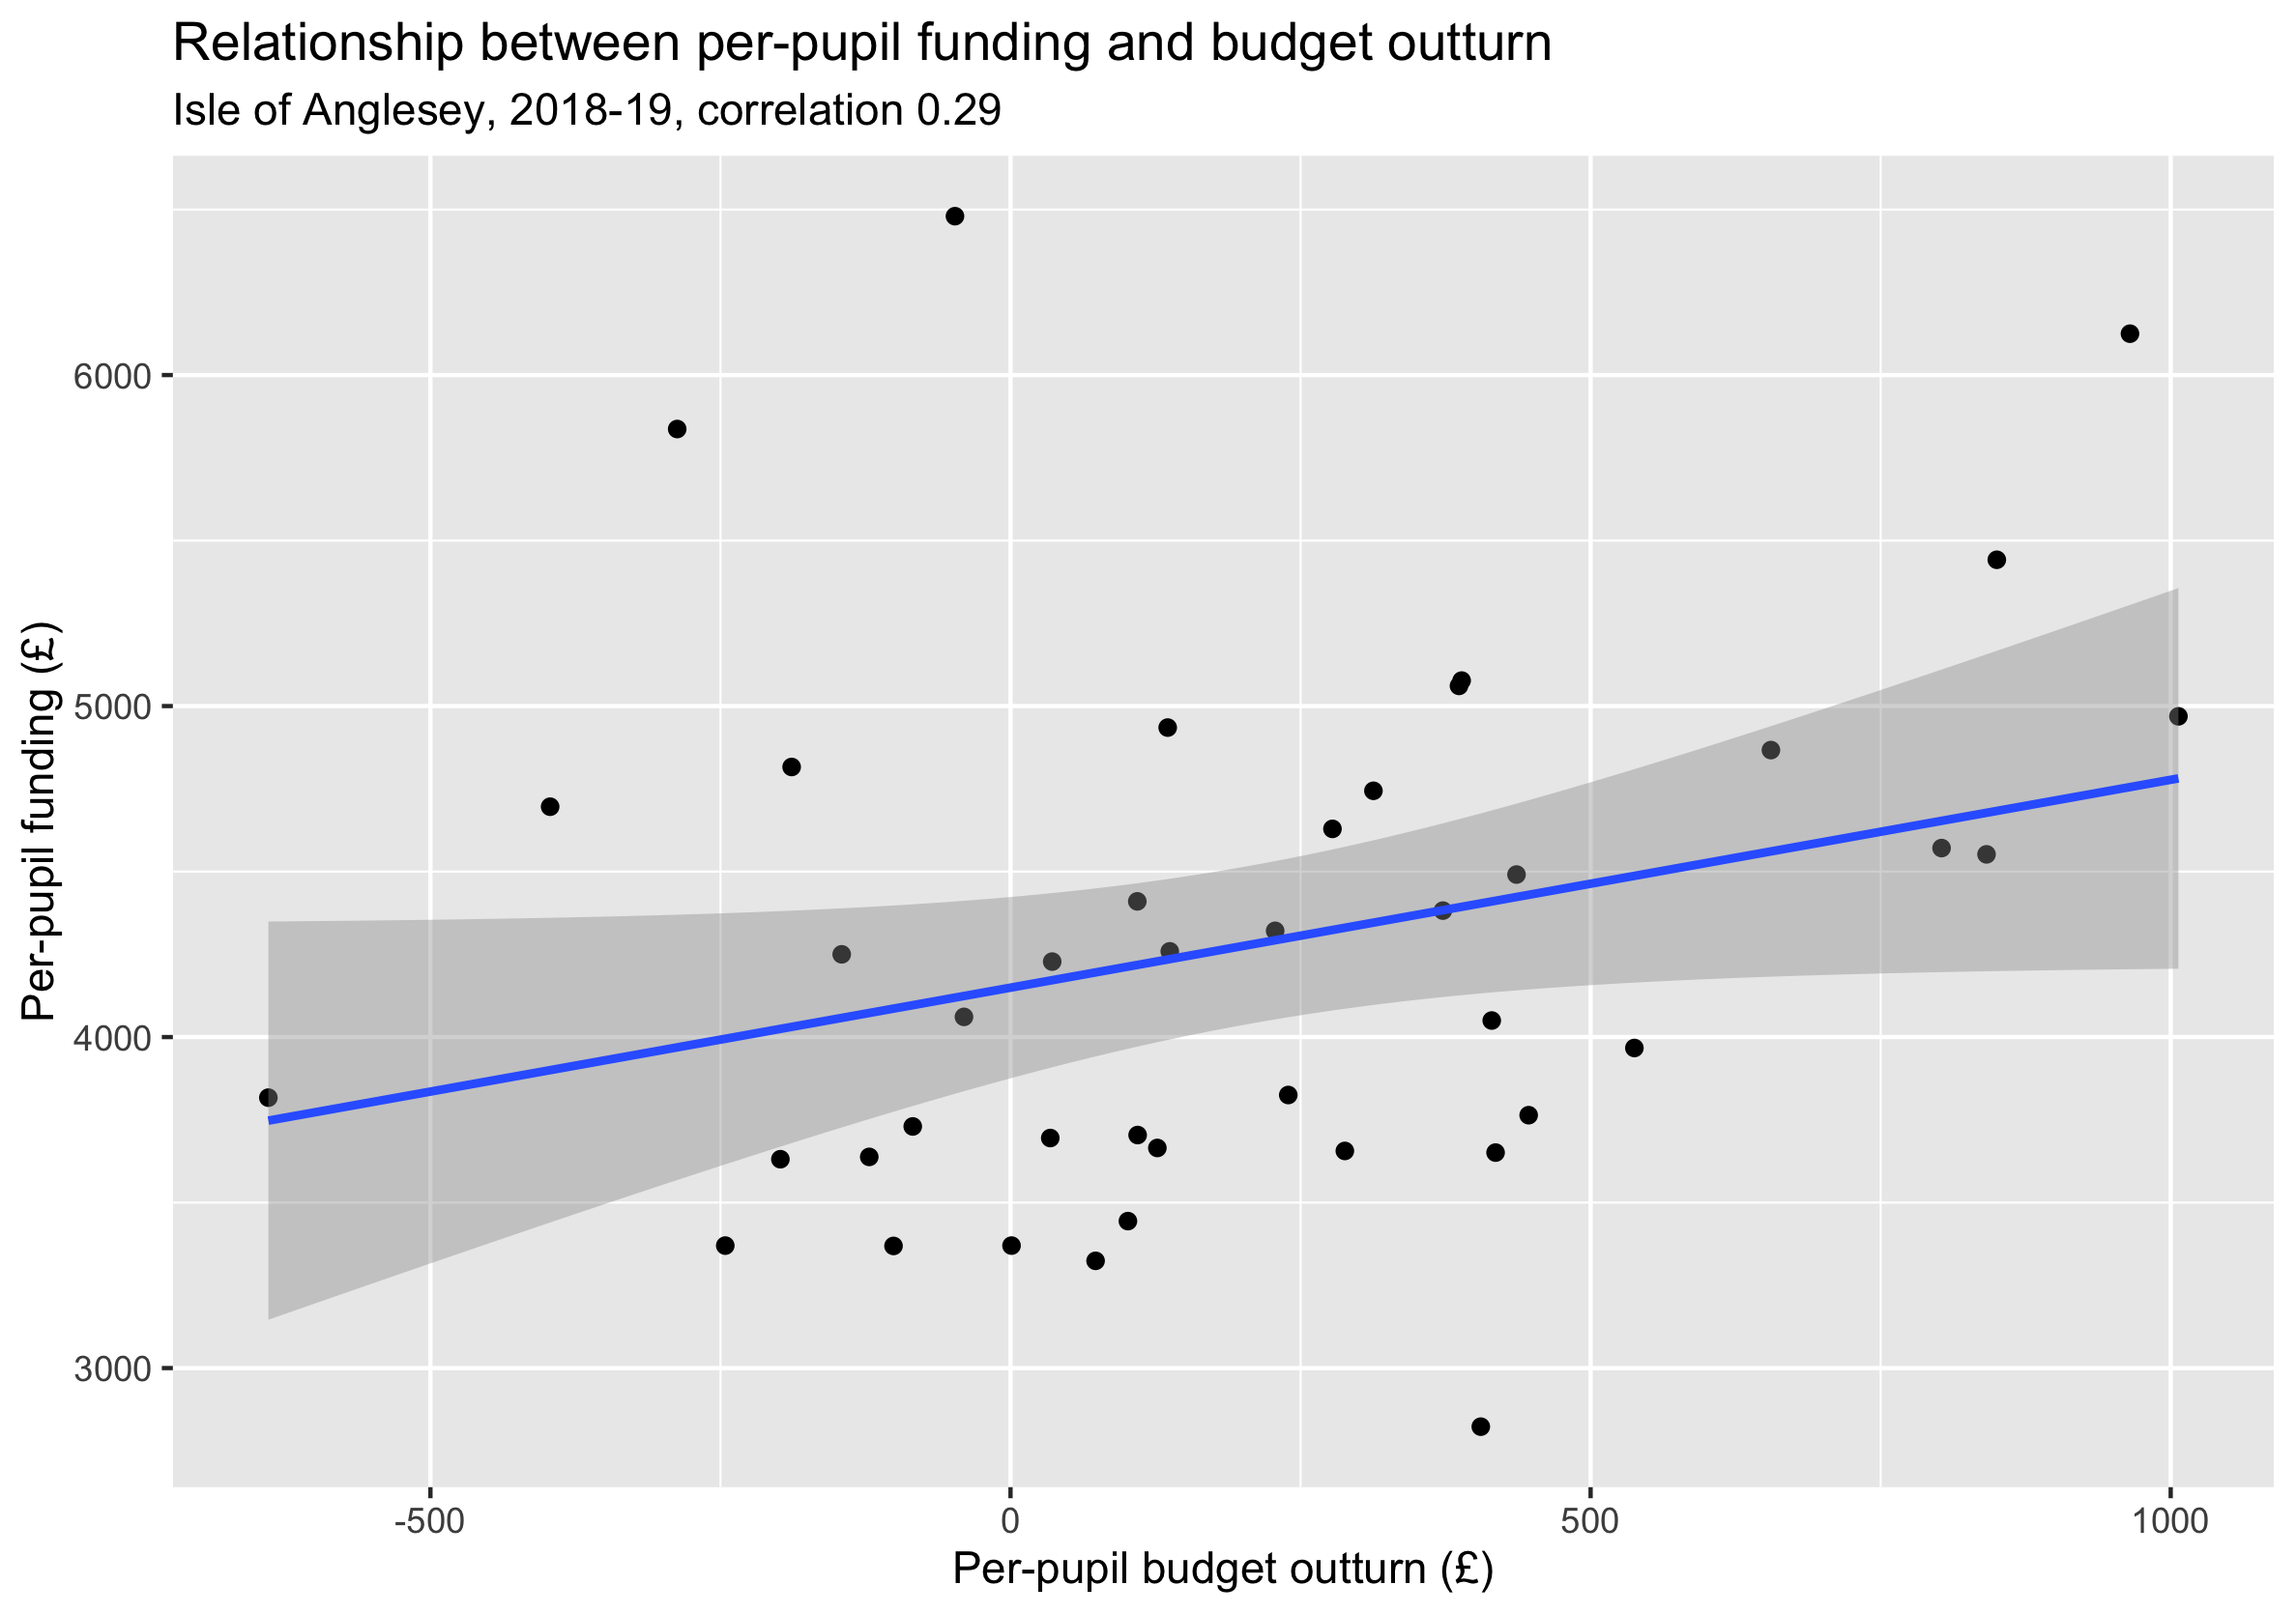 Relationship between per-pupil funding and budget outturn
Isle of Anglesey, 2018-19, correlation 0.29
Per-pupil funding (£)
6000
5000
4000
3000
-500
0
500
1000
Per-pupil budget outturn (£)